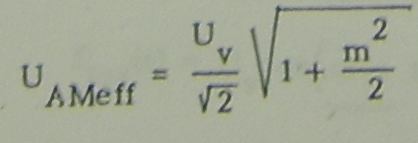 U_AMeff = U_v/√2 √(1 + m²/2)